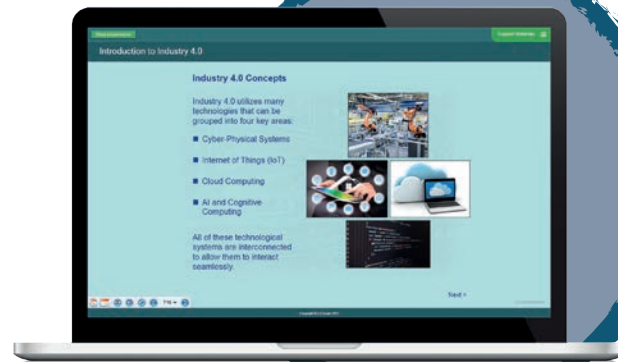 Introduction to Industry 4.0
Industry 4.0 Concepts
Industry 4.0 utilizes many
technologies that can be
grouped into four key areas:
■ Cyber-Physical Systems
■ Internet of Things (IoT)
■ Cloud Computing
■ AI and Cognitive
Computing
All of these technological
systems are interconnected
to allow them to interact
seamlessly.
Next >